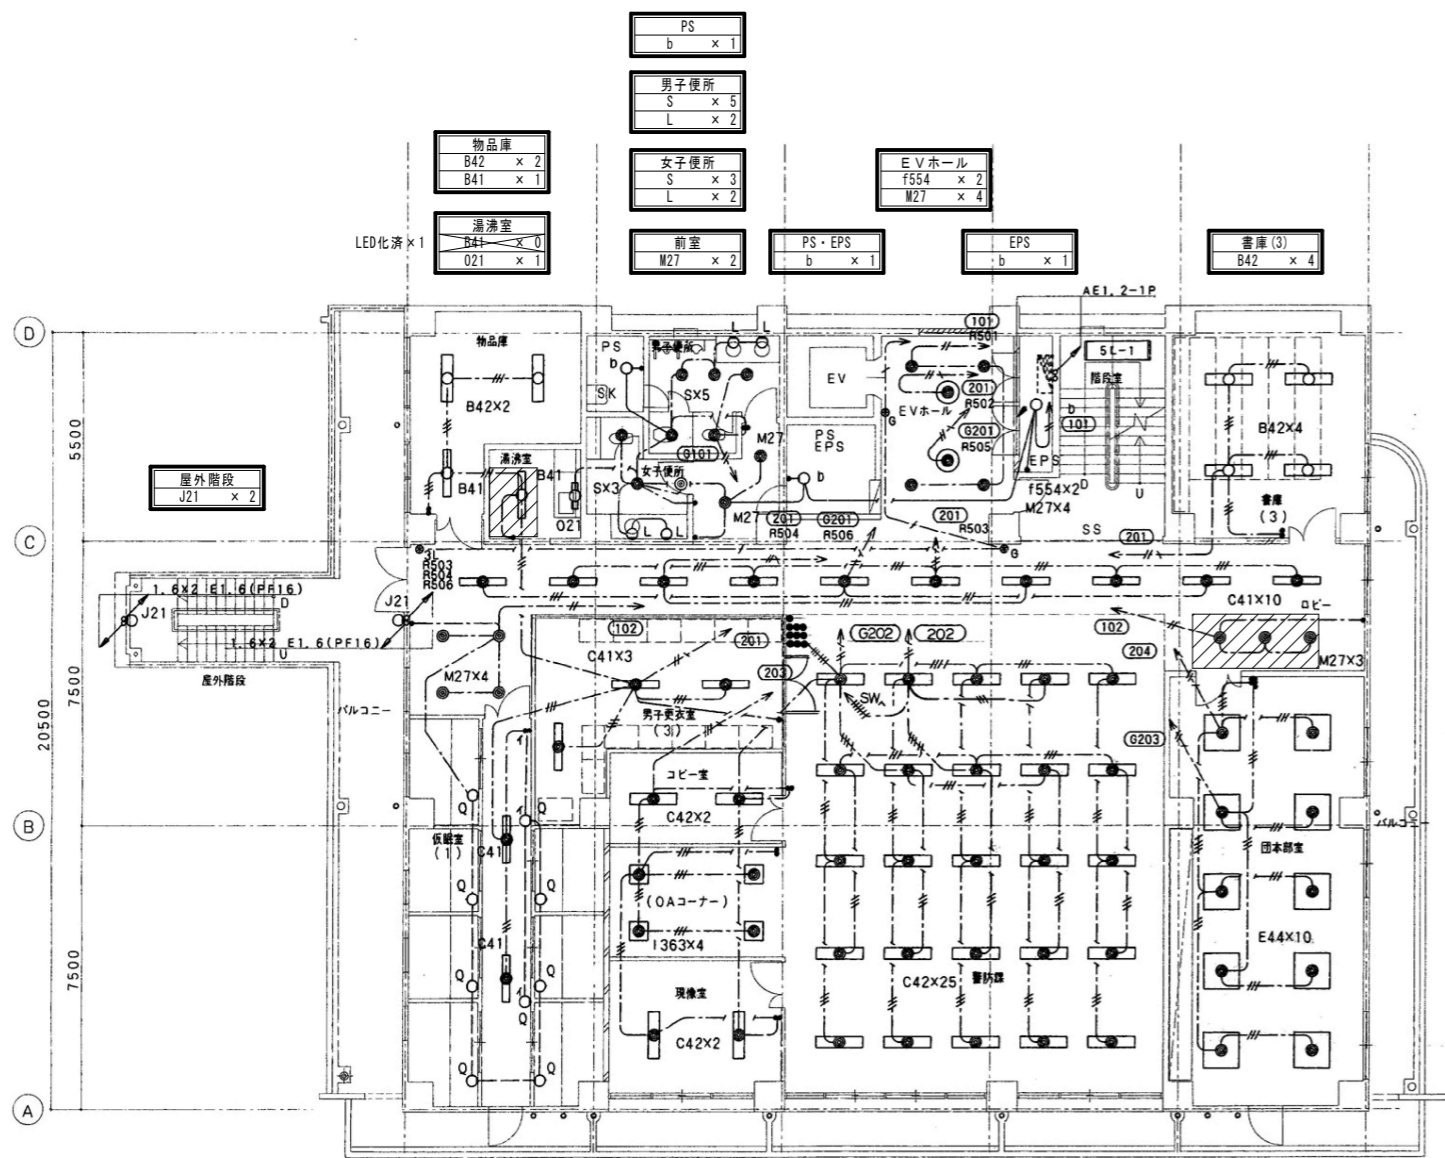 PS
b × 1
男子便所
S × 5
L × 2
物品庫
B42 × 2
B41 × 1
女子便所
S × 3
L × 2
EVホール
f554 × 2
M27 × 4
湯沸室
LED化済×1
B41 × 0
O21 × 1
前室
M27 × 2
PS・EPS
b × 1
EPS
b × 1
書庫(3)
B42 × 4
AE1.2-1P
D
物品庫
PS
b
男子便所
L L
EV
101
R501
5L-1
階段室
SK
S×5
EVホール
201
R502
B42×2
G
D
101
B42×4
5500
M27
PS
EPS
G201
R505
EPS
湯沸室
G101
屋外階段
J21 × 2
B41
B41
S×3
女子便所
b
f554×2
D
U
書庫
(3)
O21
M27
M27×4
L L
201
R504
G201
R506
201
R503
SS
201
C
3L
R503
R504
R506
G
1.6×2 E1.6(PF16)
D
J21
J21
C41×10
ロビー
1.6×2 E1.6(PF16)
U
102
201
G202
202
102
屋外階段
C41×3
204
M27×3
M27×4
203
SW
7500
20500
バルコニー
男子更衣室
(3)
G203
イ
コピー室
Q
イ
Q
B
仮眠室
(1)
C41
C42×2
バルコニー
団本部室
Q
Q
(OAコーナー)
C41
I363×4
E44×10
7500
Q
Q
イ
Q
現像室
C42×25
警防課
C42×2
Q
Q
A